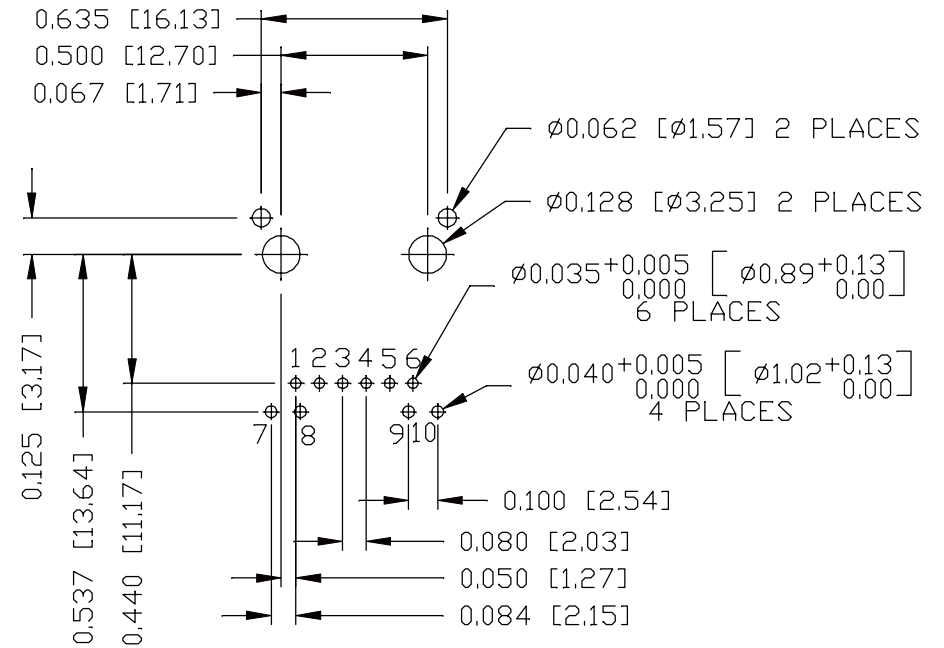 0.635 [16.13]
0.500 [12.70]
0.067 [1.71]
Ø0.062 [Ø1.57] 2 PLACES
Ø0.128 [Ø3.25] 2 PLACES
Ø0.035+0.005 [Ø0.89+0.13]
0.000 0.00
6 PLACES
1 2 3 4 5 6
Ø0.040+0.005 [Ø1.02+0.13]
0.000 0.00
4 PLACES
7 8 9 10
0.125 [3.17]
0.537 [13.64]
0.440 [11.17]
0.100 [2.54]
0.080 [2.03]
0.050 [1.27]
0.084 [2.15]